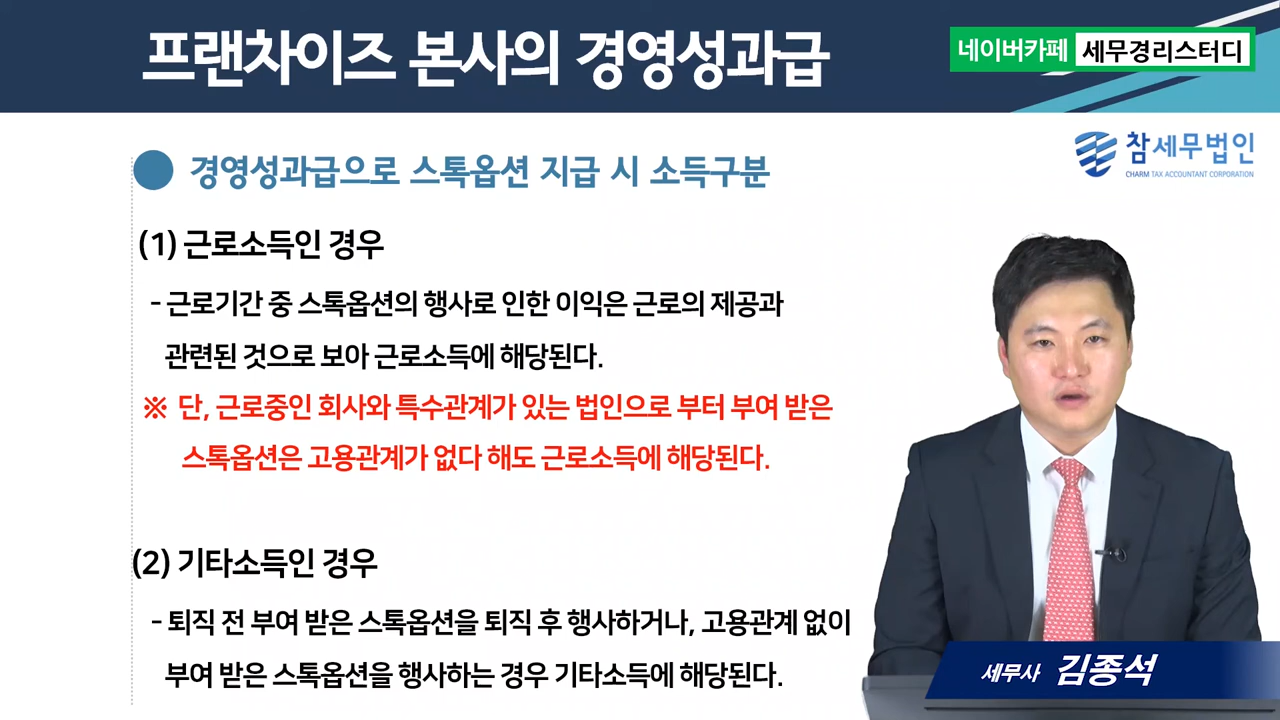 프랜차이즈 본사의 경영성과급
네이버카페 세무경리스터디
참세무법인
CHARM TAX ACCOUNTANT CORPORATION
경영성과급으로 스톡옵션 지급 시 소득구분
(1) 근로소득인 경우
- 근로기간 중 스톡옵션의 행사로 인한 이익은 근로의 제공과
관련된 것으로 보아 근로소득에 해당된다.
※ 단, 근로중인 회사와 특수관계가 있는 법인으로 부터 부여 받은
스톡옵션은 고용관계가 없다 해도 근로소득에 해당된다.
(2) 기타소득인 경우
- 퇴직 전 부여 받은 스톡옵션을 퇴직 후 행사하거나, 고용관계 없이
부여 받은 스톡옵션을 행사하는 경우 기타소득에 해당된다.
세무사 김종석